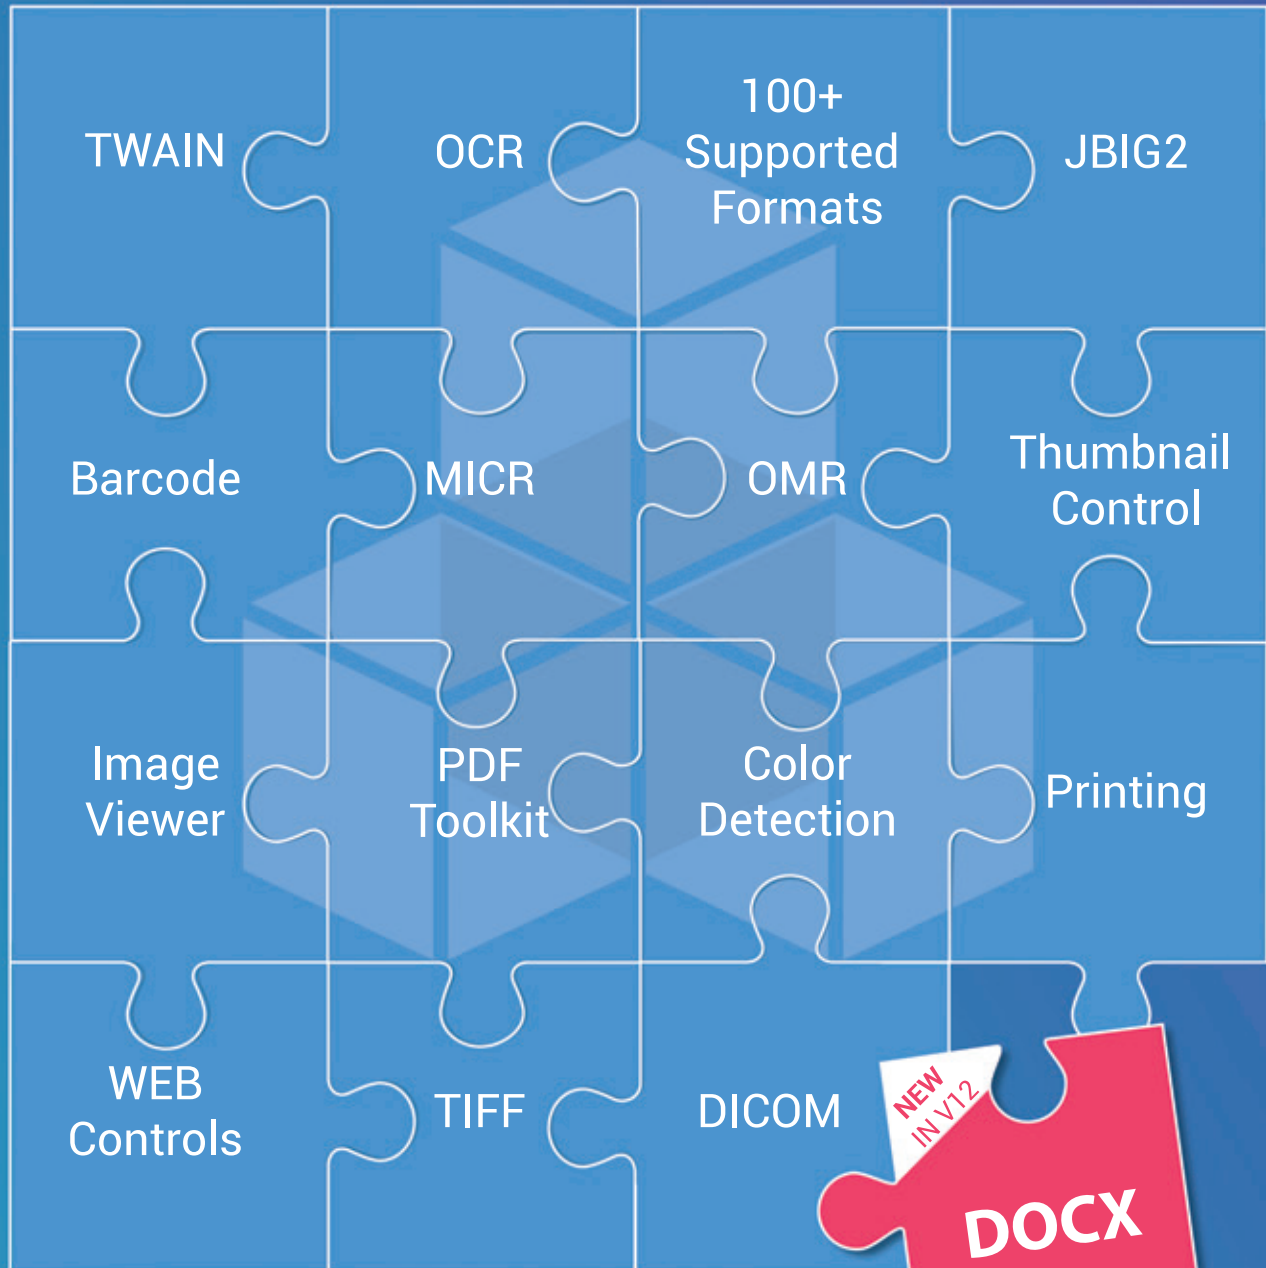 TWAIN
OCR
100+
Supported
Formats
JBIG2
Barcode
MICR
OMR
Thumbnail
Control
Image
Viewer
PDF
Toolkit
Color
Detection
Printing
WEB
Controls
TIFF
DICOM
NEW
IN V12
DOCX